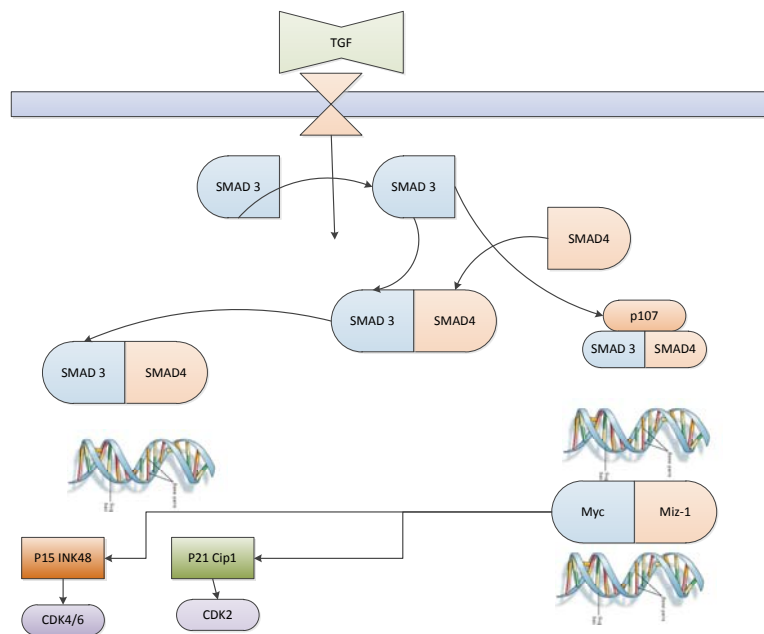 TGF
SMAD 3
SMAD 3
SMAD4
SMAD 3
SMAD4
p107
SMAD 3
SMAD4
SMAD 3
SMAD4
Myc
Miz-1
P15 INK48
P21 Cip1
CDK4/6
CDK2